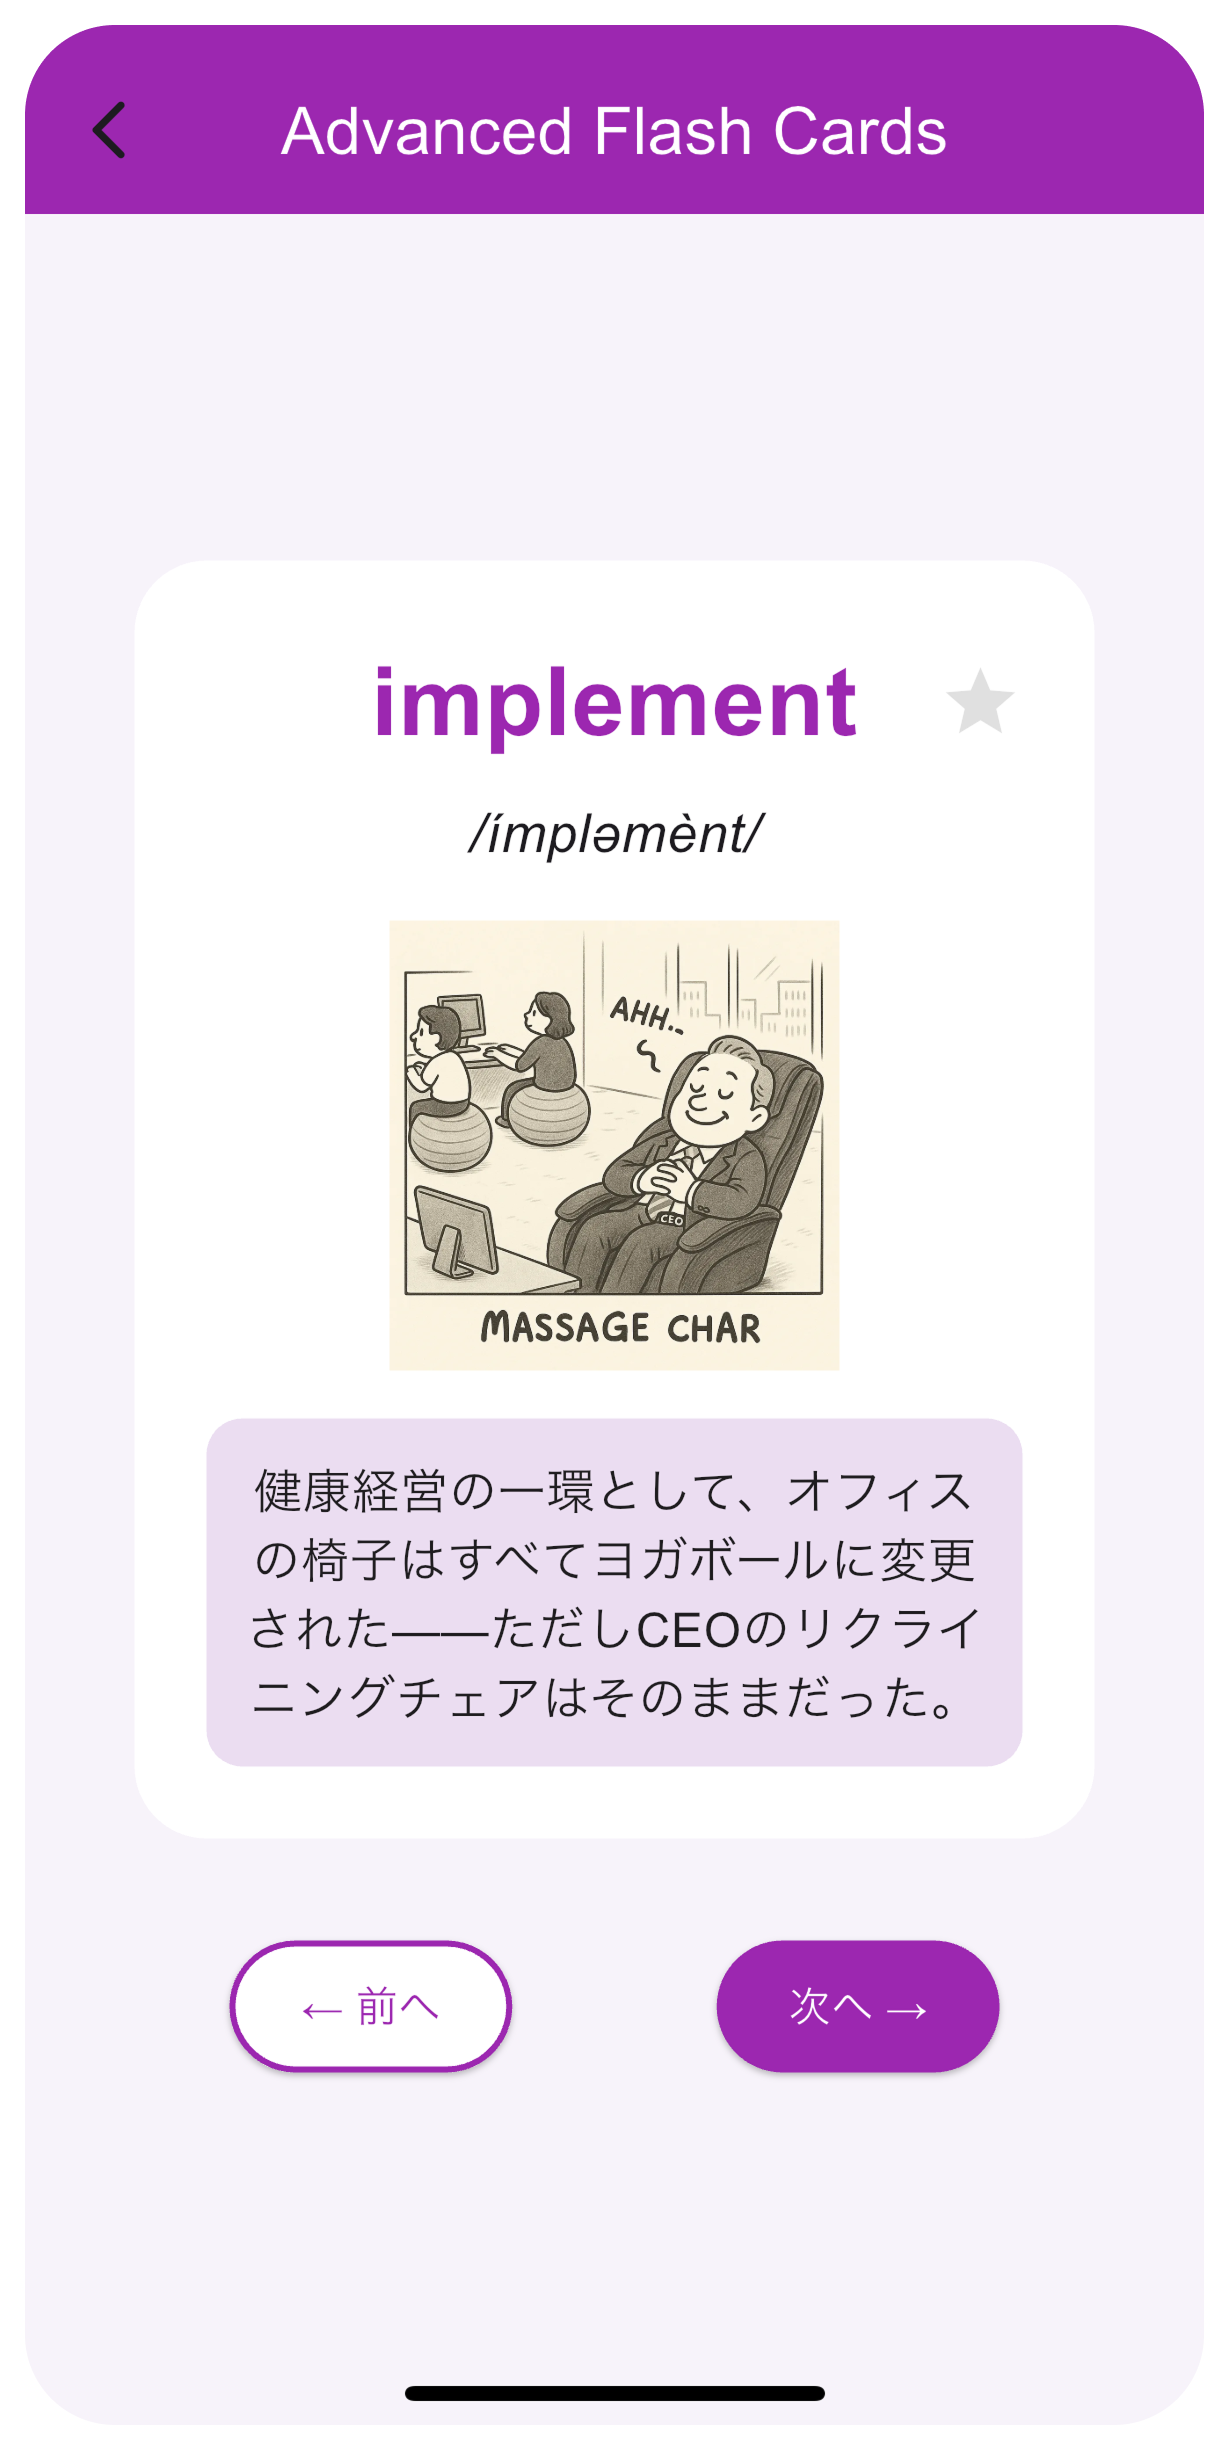 Advanced Flash Cards
implement
/ímpləmènt/
AHH..
CEO
MASSAGE CHAR
健康経営の一環として、オフィス
の椅子はすべてヨガボールに変更
された——ただしCEOのリクライ
ニングチェアはそのままだった。
← 前へ
次へ →